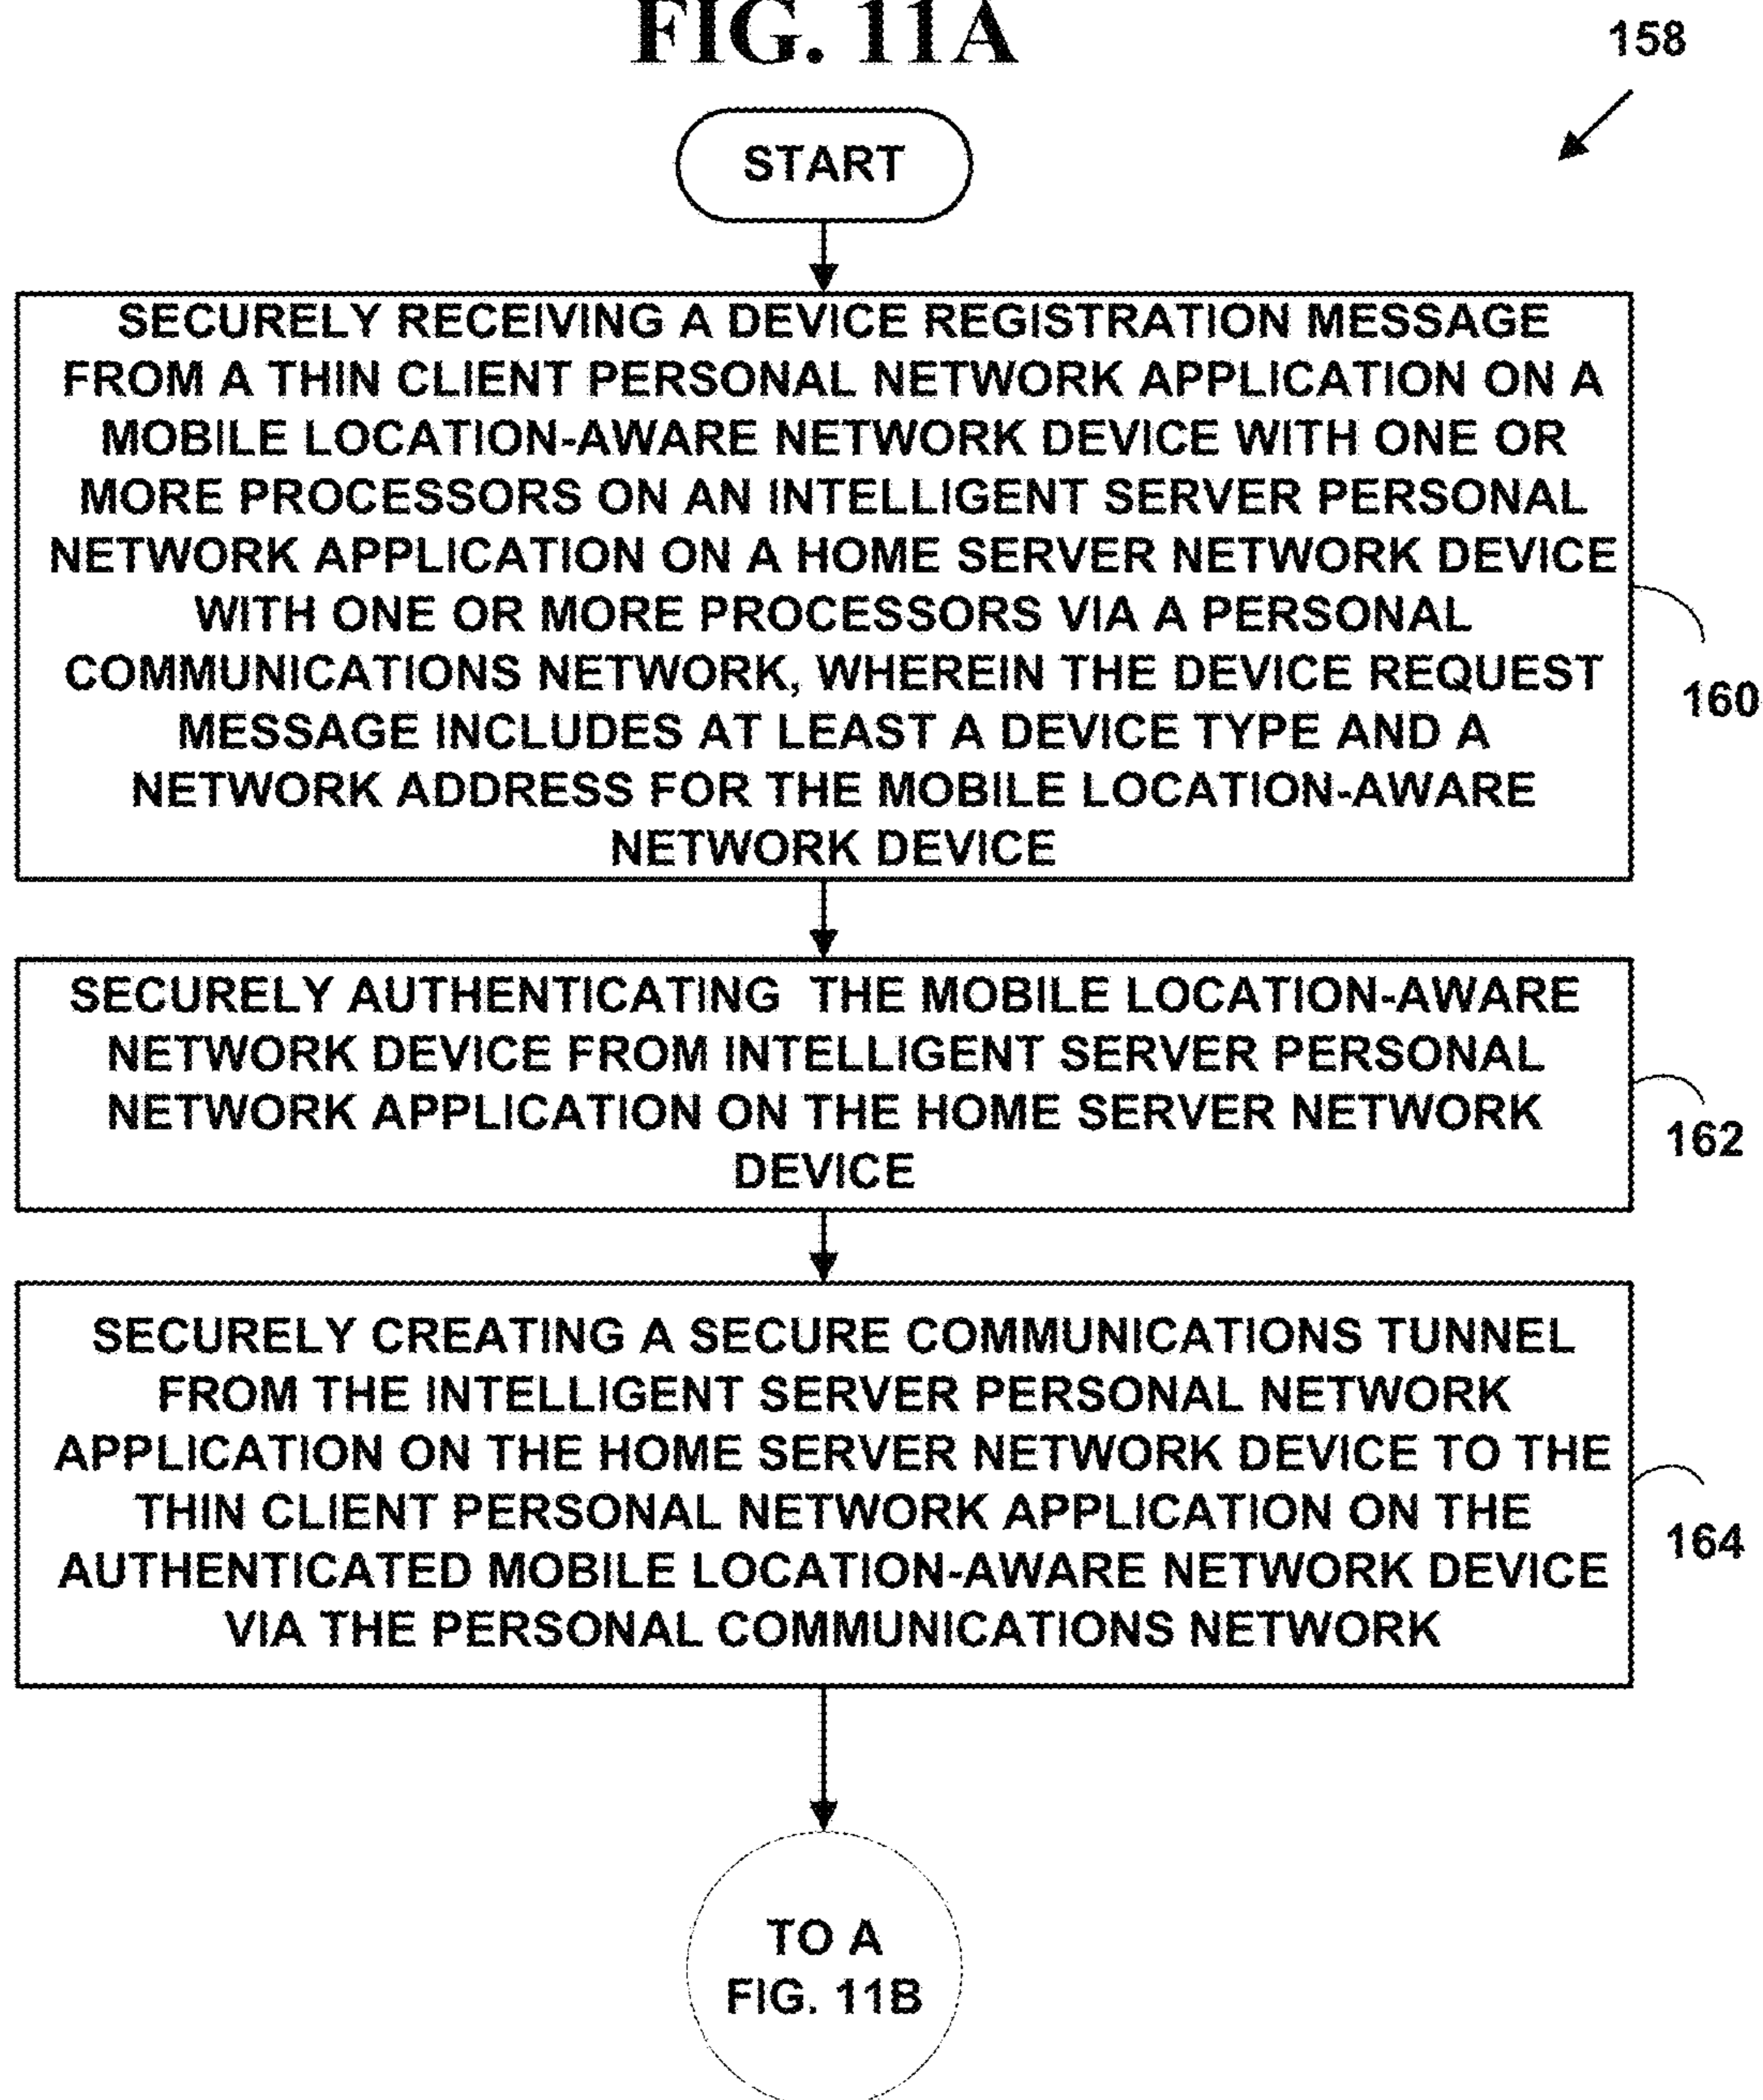 FIG. 11A
158
START
SECURELY RECEIVING A DEVICE REGISTRATION MESSAGE
FROM A THIN CLIENT PERSONAL NETWORK APPLICATION ON A
MOBILE LOCATION-AWARE NETWORK DEVICE WITH ONE OR
MORE PROCESSORS ON AN INTELLIGENT SERVER PERSONAL
NETWORK APPLICATION ON A HOME SERVER NETWORK DEVICE
WITH ONE OR MORE PROCESSORS VIA A PERSONAL
COMMUNICATIONS NETWORK, WHEREIN THE DEVICE REQUEST
MESSAGE INCLUDES AT LEAST A DEVICE TYPE AND A
NETWORK ADDRESS FOR THE MOBILE LOCATION-AWARE
NETWORK DEVICE
160
SECURELY AUTHENTICATING THE MOBILE LOCATION-AWARE
NETWORK DEVICE FROM INTELLIGENT SERVER PERSONAL
NETWORK APPLICATION ON THE HOME SERVER NETWORK
DEVICE
162
SECURELY CREATING A SECURE COMMUNICATIONS TUNNEL
FROM THE INTELLIGENT SERVER PERSONAL NETWORK
APPLICATION ON THE HOME SERVER NETWORK DEVICE TO THE
THIN CLIENT PERSONAL NETWORK APPLICATION ON THE
AUTHENTICATED MOBILE LOCATION-AWARE NETWORK DEVICE
VIA THE PERSONAL COMMUNICATIONS NETWORK
164
TO A
FIG. 11B